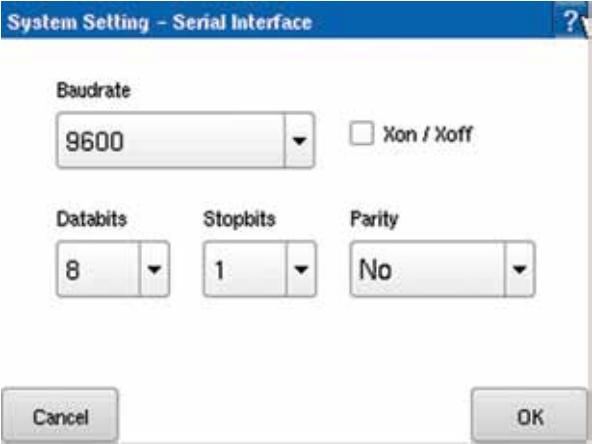 System Setting - Serial Interface ?
Baudrate
9600
Xon / Xoff
Databits Stopbits Parity
8 1 No
Cancel OK